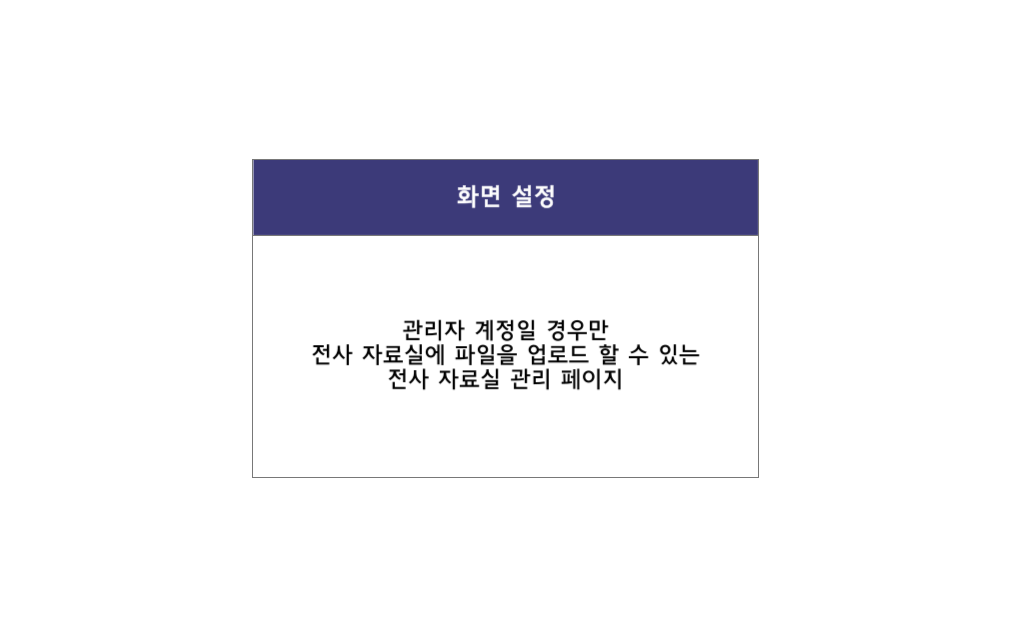 화면 설정
관리자 계정일 경우만
전사 자료실에 파일을 업로드 할 수 있는
전사 자료실 관리 페이지